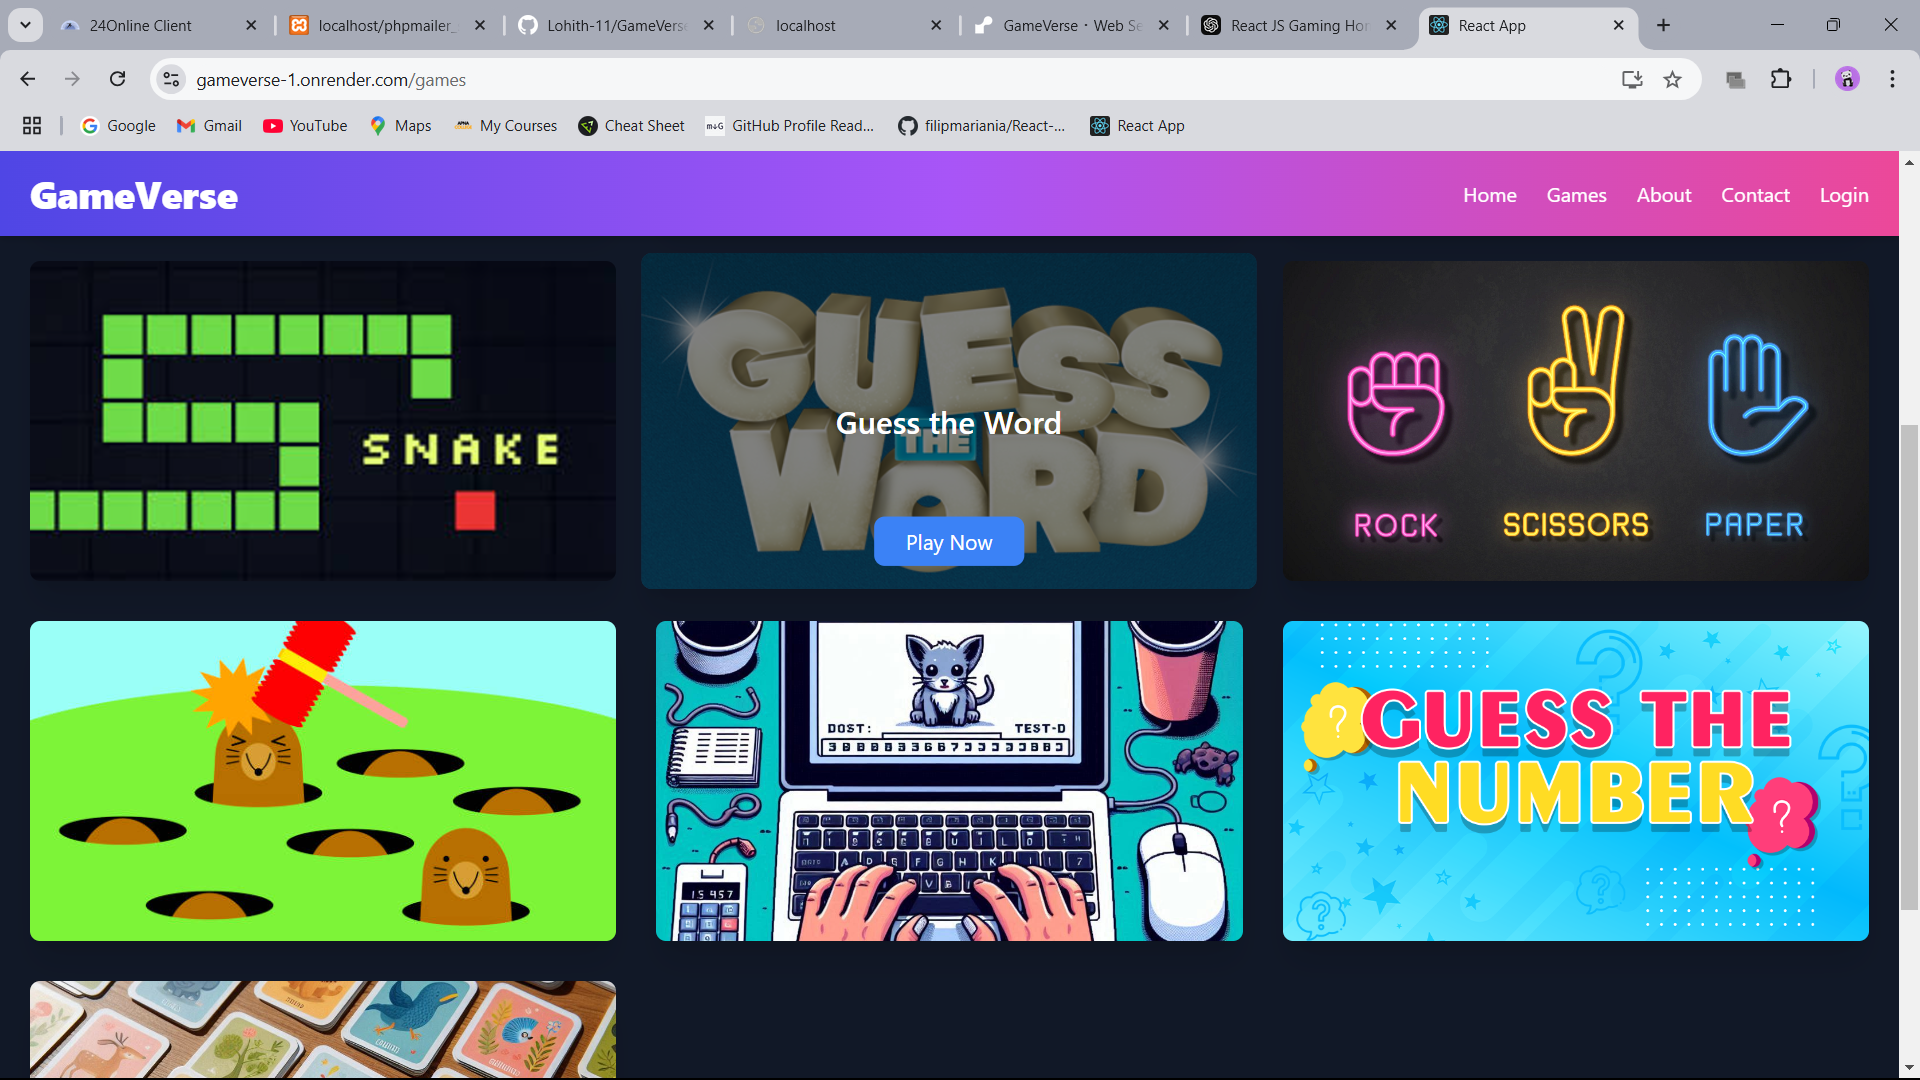 24Online Client
localhost/phpmailer_
Lohith-11/GameVerse
localhost
GameVerse · Web Se
React JS Gaming Hor
React App
gameverse-1.onrender.com/games
Google
Gmail
YouTube
Maps
My Courses
Cheat Sheet
GitHub Profile Read...
filipmariania/React-...
React App
GameVerse
Home
Games
About
Contact
Login
SNAKE
GUESS
THE
WORD
Guess the Word
Play Now
ROCK
SCISSORS
PAPER
DOST:
TEST-D
15457
GUESS THE
NUMBER